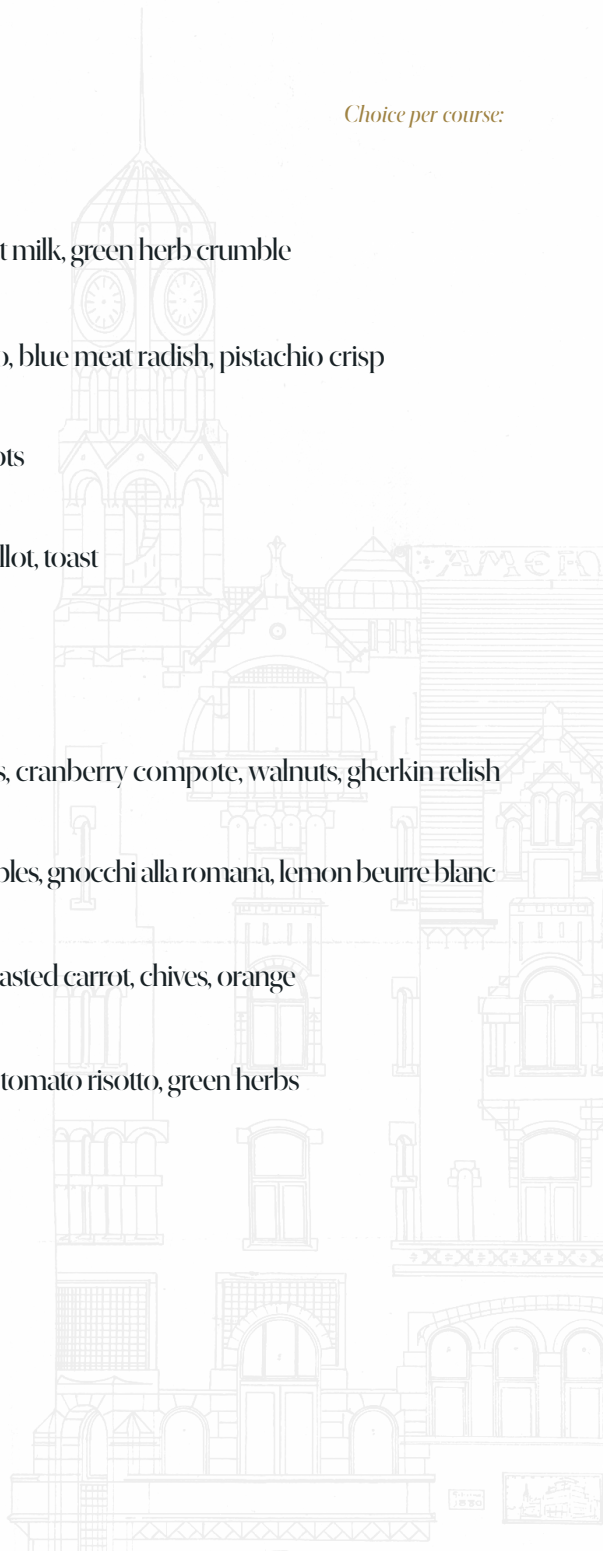 Choice per course:
t milk, green herb crumble
o, blue meat radish, pistachio crisp
ots
llot, toast
s, cranberry compote, walnuts, gherkin relish
bles, gnocchi alla romana, lemon beurre blanc
asted carrot, chives, orange
tomato risotto, green herbs